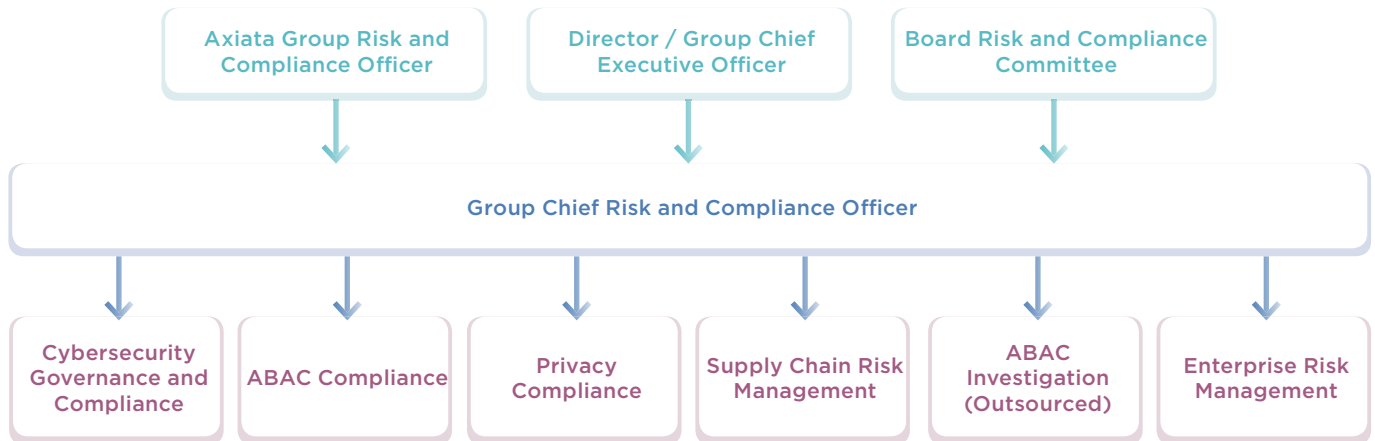 Axiata Group Risk and
Compliance Officer
Director / Group Chief
Executive Officer
Board Risk and Compliance
Committee
Group Chief Risk and Compliance Officer
Cybersecurity
Governance and
Compliance
ABAC Compliance
Privacy
Compliance
Supply Chain Risk
Management
ABAC
Investigation
(Outsourced)
Enterprise Risk
Management